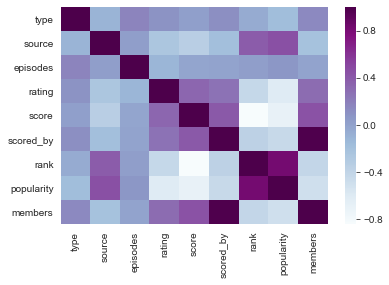 type
source
episodes
rating
score
scored_by
rank
popularity
members
type
source
episodes
rating
score
scored_by
rank
popularity
members
0.8
0.4
0.0
−0.4
−0.8